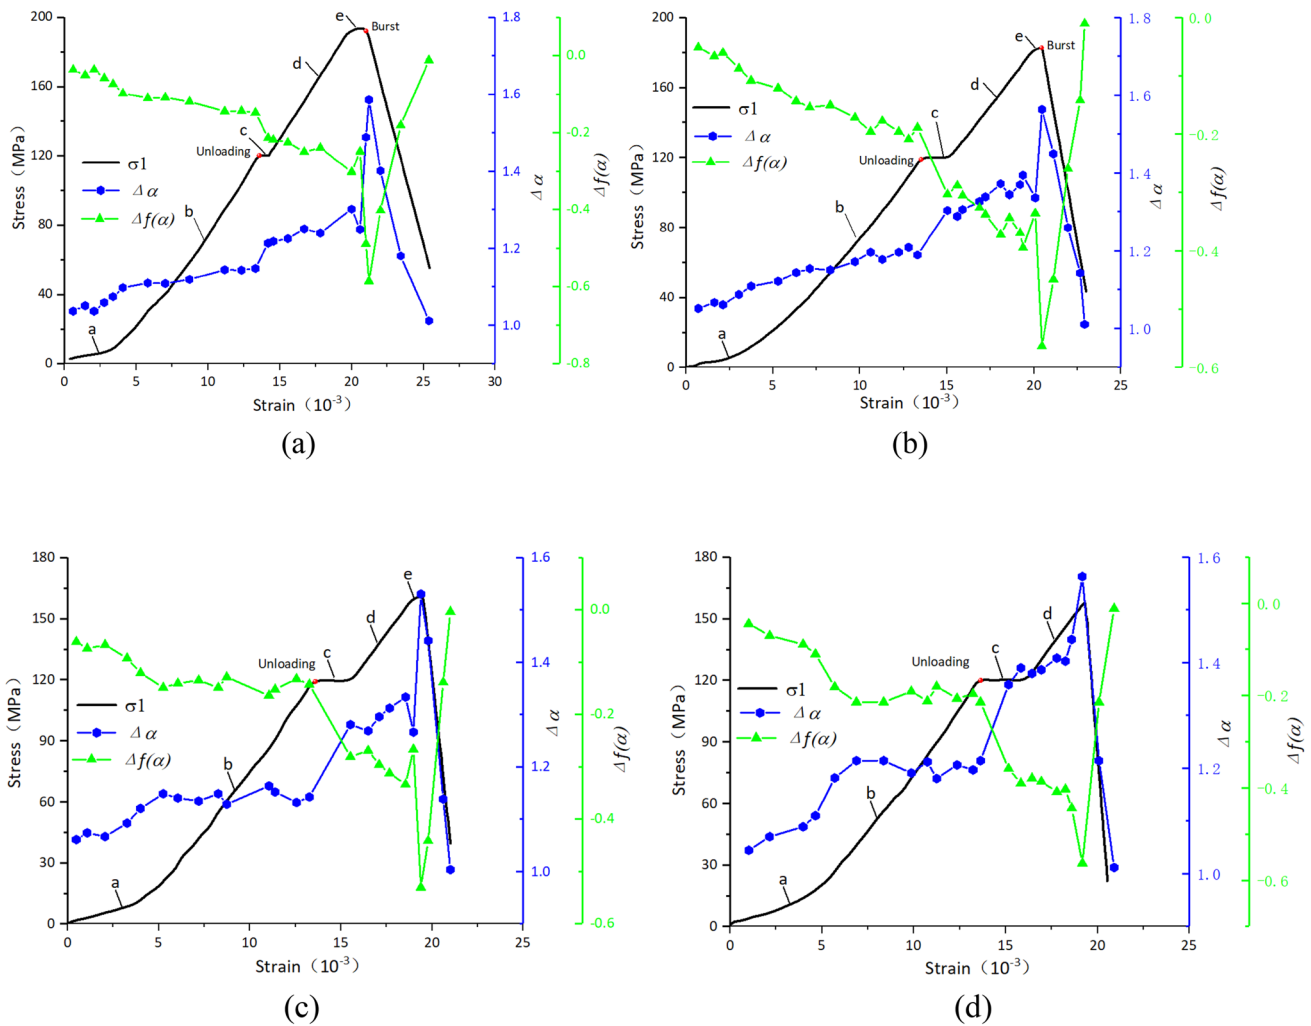 200
160
120
80
40
0
Stress（MPa）
0
5
10
15
20
25
30
Strain（10-3）
1.8
1.6
1.4
1.2
1.0
Δα
0.0
-0.2
-0.4
-0.6
-0.8
Δf(α)
σ1
Δα
Δf(α)
a
b
Unloading
c
d
e
Burst
(a)
200
160
120
80
40
0
Stress（MPa）
0
5
10
15
20
25
Strain（10-3）
1.8
1.6
1.4
1.2
1.0
Δα
0.0
-0.2
-0.4
-0.6
Δf(α)
σ1
Δα
Δf(α)
a
b
Unloading
c
d
e
Burst
(b)
180
150
120
90
60
30
0
Stress（MPa）
0
5
10
15
20
25
Strain（10-3）
1.6
1.4
1.2
1.0
Δα
0.0
-0.2
-0.4
-0.6
Δf(α)
σ1
Δα
Δf(α)
a
b
Unloading
c
d
e
(c)
180
150
120
90
60
30
0
Stress（MPa）
0
5
10
15
20
25
Strain（10-3）
1.6
1.4
1.2
1.0
Δα
0.0
-0.2
-0.4
-0.6
Δf(α)
σ1
Δα
Δf(α)
a
b
Unloading
c
d
(d)